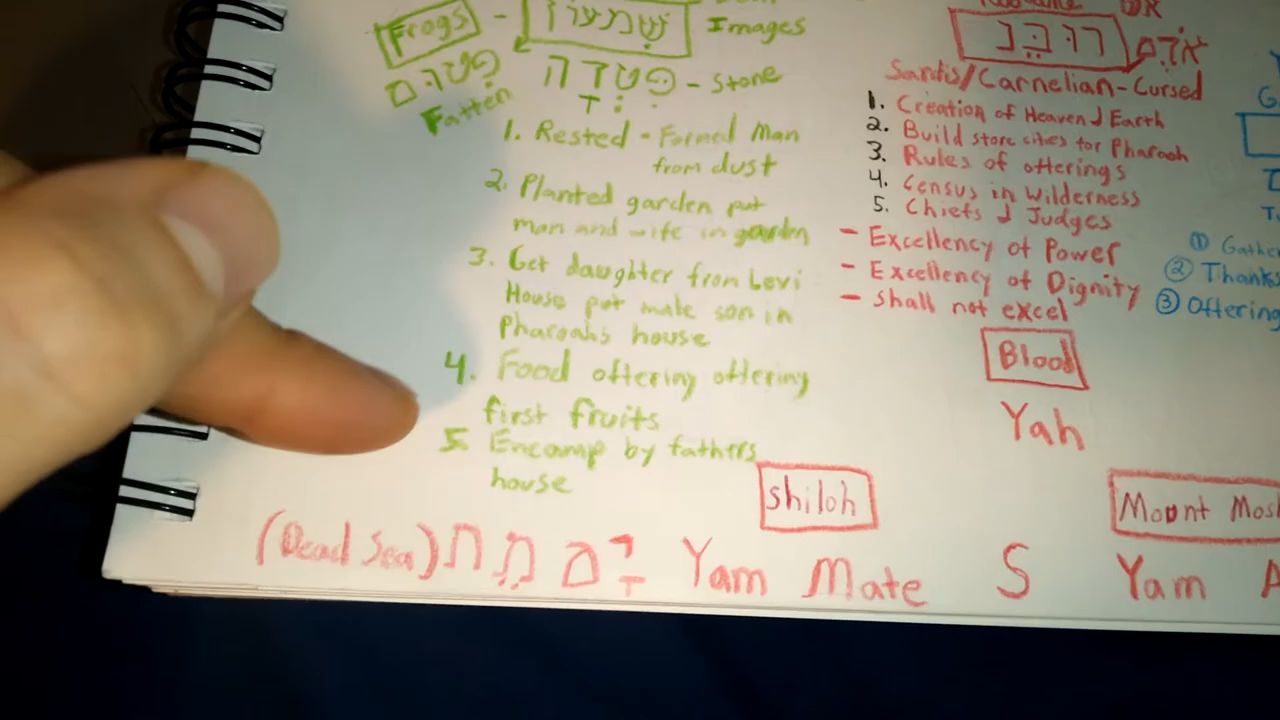 Frogs - שִׁמְעוֹן Images
פִּטְדָה - Stone
Fatten
1. Rested - Formed Man
from dust
2. Planted garden put
man and wife in garden
3. Get daughter from Levi
House put make son in
Pharoahs house
4. Food offering offering
first fruits
5. Encamp by fathers
house
אֹדֶם
Sardis/Carnelian-Cursed
1. Creation of Heaven & Earth
2. Build store cities for Pharaoh
3. Rules of offerings
4. Census in Wilderness
5. Chiefs & Judges
- Excellency of Power
- Excellency of Dignity
- Shall not excel
① Gathe
② Thanks
③ Offering
Blood
Yah
Shiloh
Mount Mos
(Dead Sea) Yam Mate S Yam A